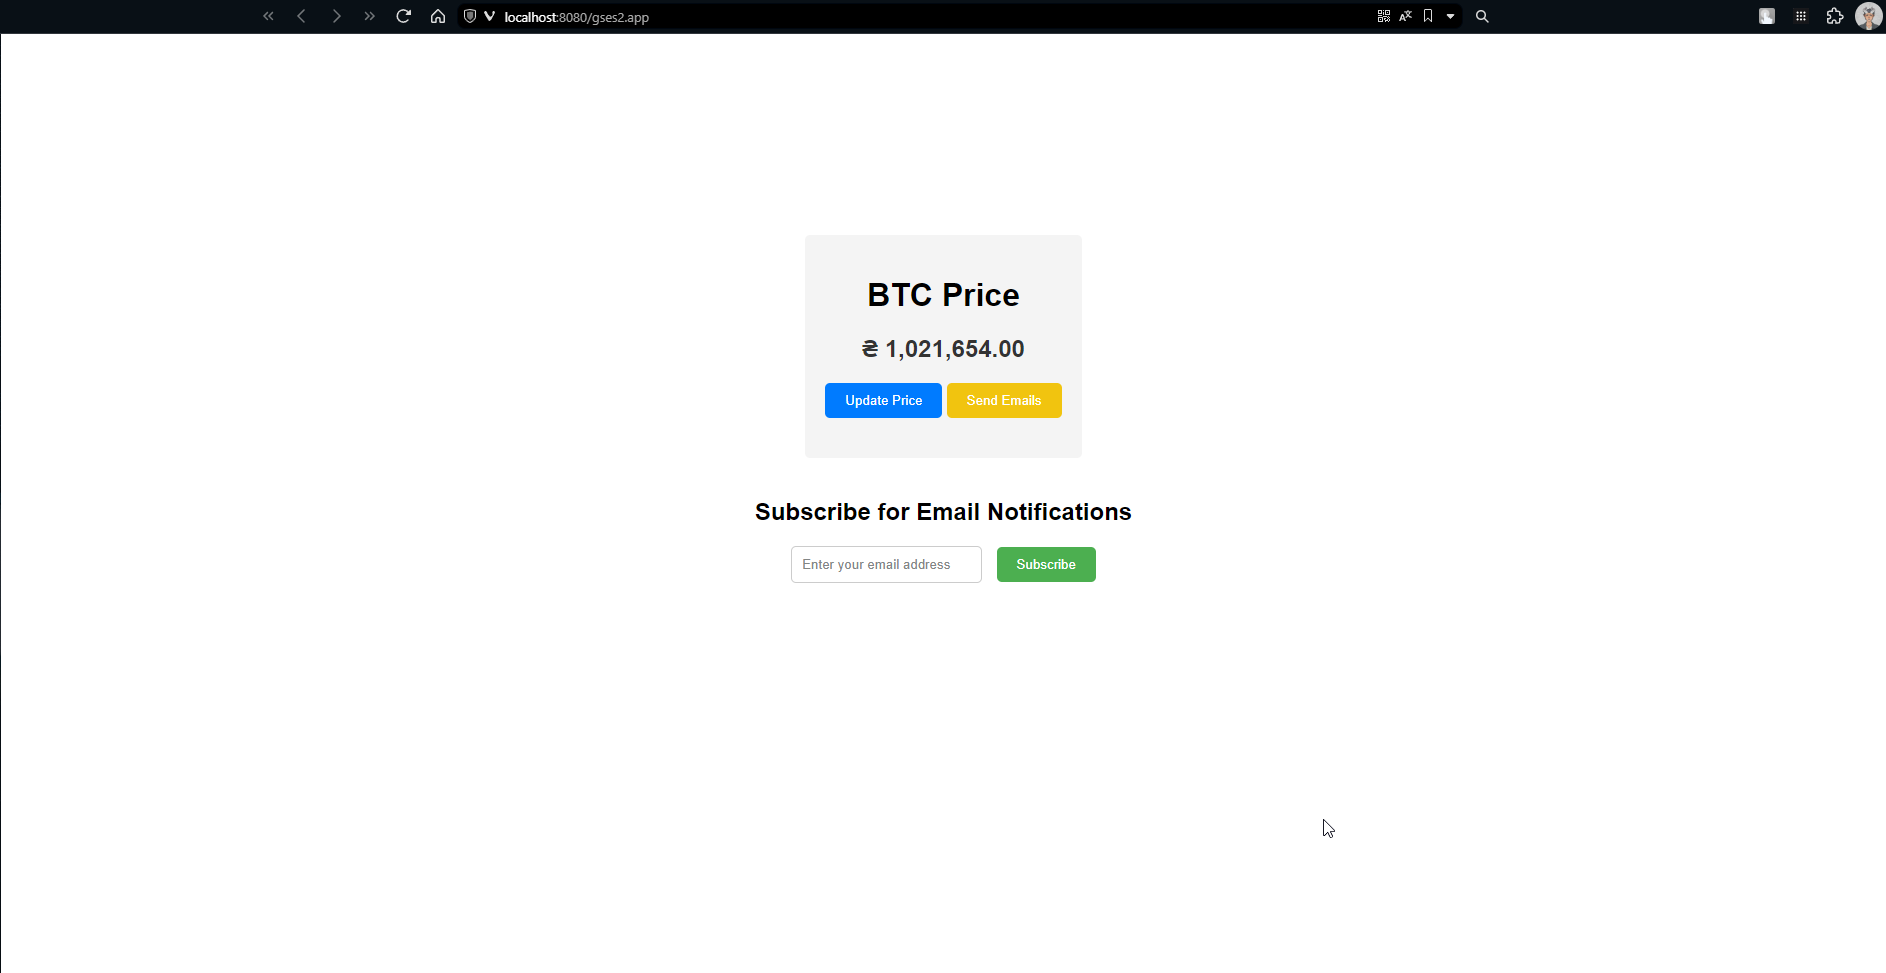 localhost:8080/gses2.app
BTC Price
₴ 1,021,654.00
Update Price Send Emails
Subscribe for Email Notifications
Enter your email address Subscribe